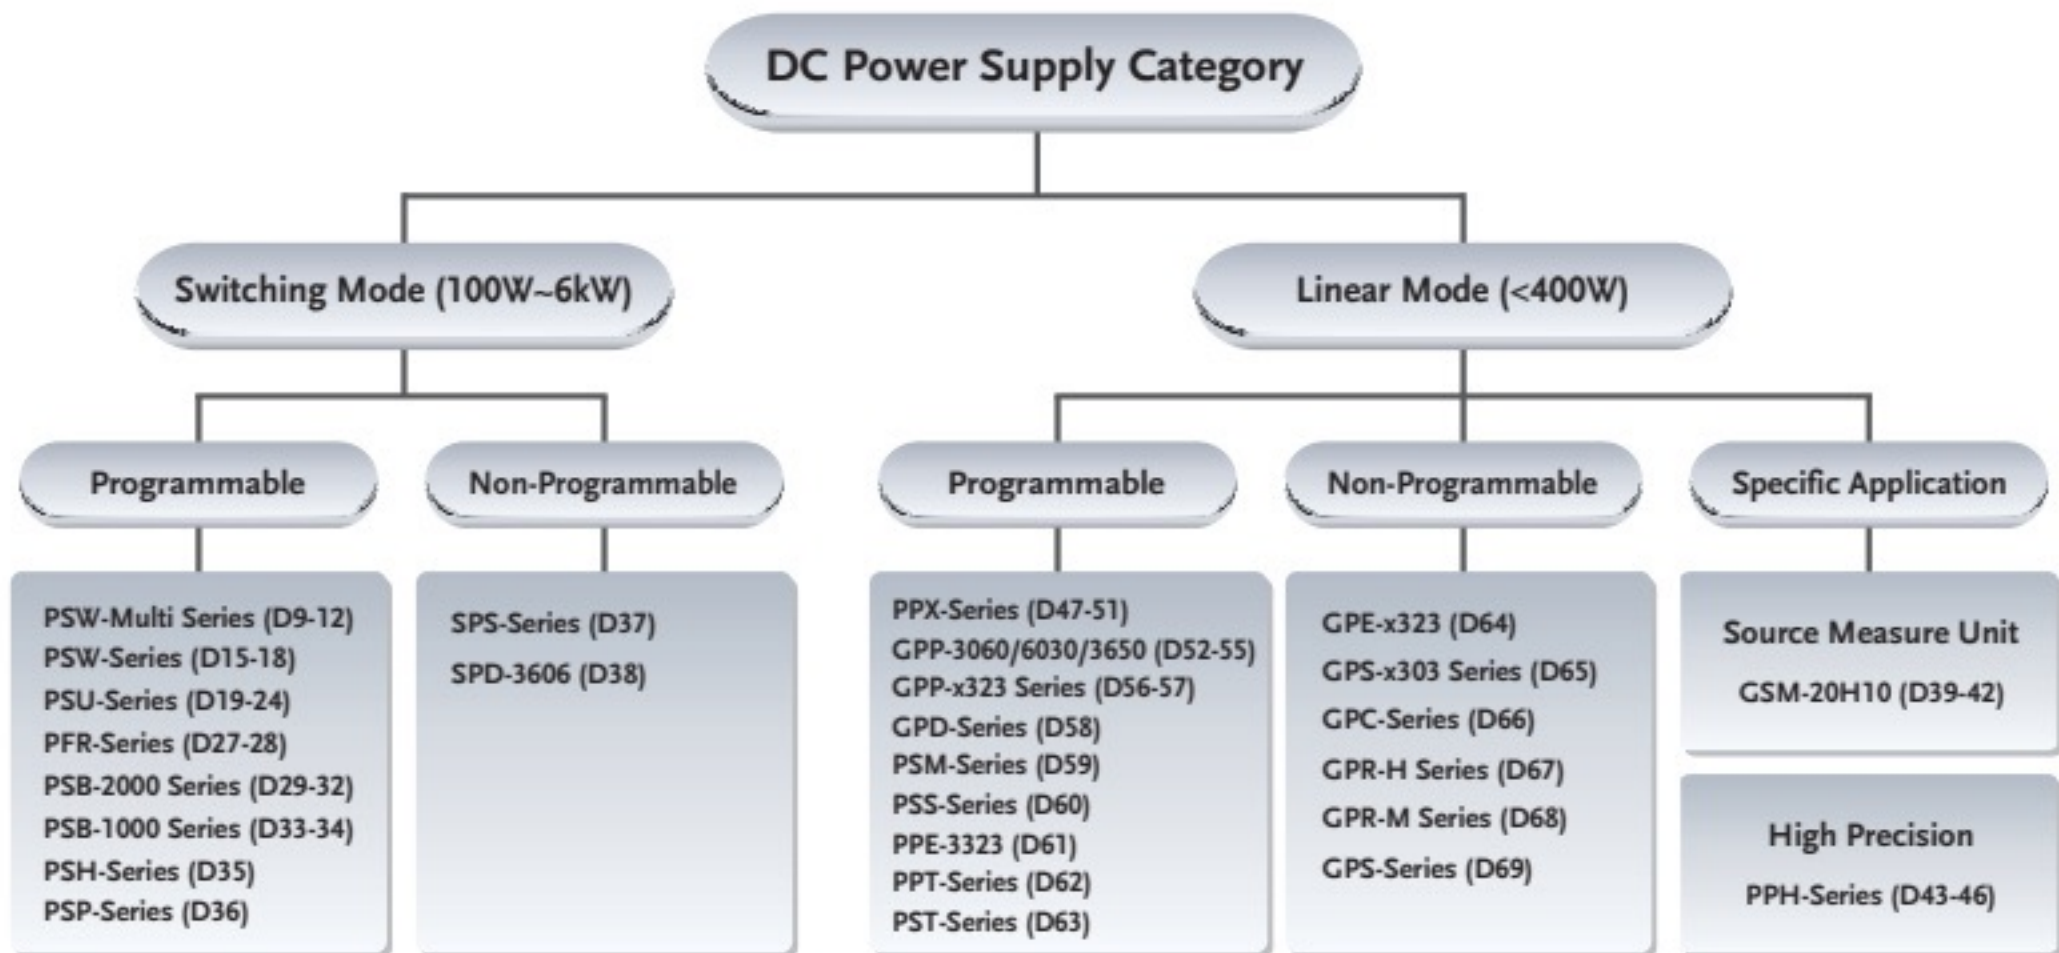 DC Power Supply Category
Switching Mode (100W~6kW)
Linear Mode (<400W)
Programmable
Non-Programmable
Programmable
Non-Programmable
Specific Application
PSW-Multi Series (D9-12)
PSW-Series (D15-18)
PSU-Series (D19-24)
PFR-Series (D27-28)
PSB-2000 Series (D29-32)
PSB-1000 Series (D33-34)
PSH-Series (D35)
PSP-Series (D36)
SPS-Series (D37)
SPD-3606 (D38)
PPX-Series (D47-51)
GPP-3060/6030/3650 (D52-55)
GPP-x323 Series (D56-57)
GPD-Series (D58)
PSM-Series (D59)
PSS-Series (D60)
PPE-3323 (D61)
PPT-Series (D62)
PST-Series (D63)
GPE-x323 (D64)
GPS-x303 Series (D65)
GPC-Series (D66)
GPR-H Series (D67)
GPR-M Series (D68)
GPS-Series (D69)
Source Measure Unit
GSM-20H10 (D39-42)
High Precision
PPH-Series (D43-46)